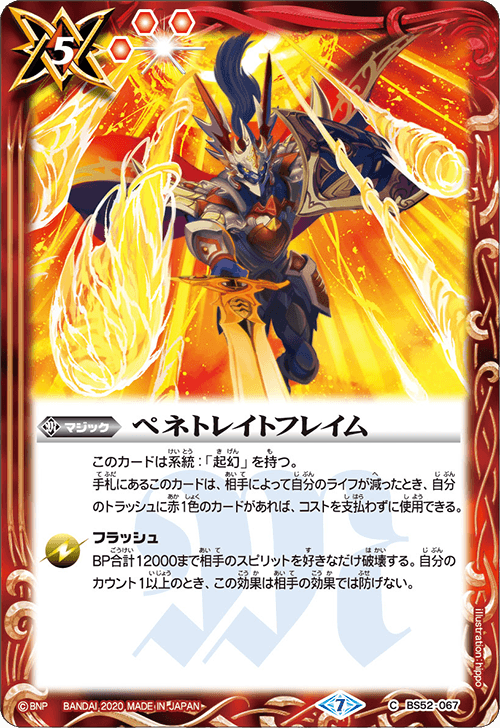 5
マジック
ペネトレイトフレイム
このカードは系統：「起幻」を持つ。
手札にあるこのカードは、相手によって自分のライフが減ったとき、自分
のトラッシュに赤1色のカードがあれば、コストを支払わずに使用できる。
フラッシュ
BP合計12000まで相手のスピリットを好きなだけ破壊する。自分の
カウント1以上のとき、この効果は相手の効果では防げない。
illustration:hippo
©BNP BANDAI, 2020, MADE IN JAPAN 7 C BS52-067